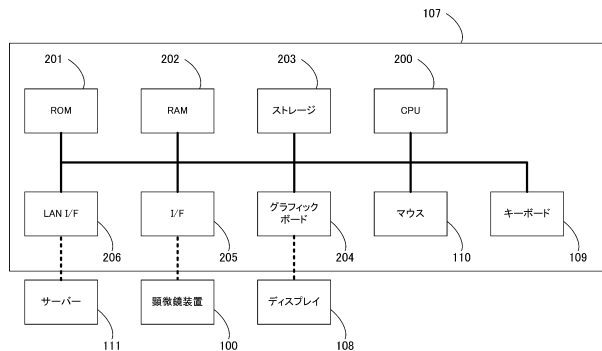 107
201
202
203
200
ROM
RAM
ストレージ
CPU
LAN I/F
I/F
グラフィック
ボード
マウス
キーボード
206
205
204
110
109
サーバー
顕微鏡装置
ディスプレイ
111
100
108